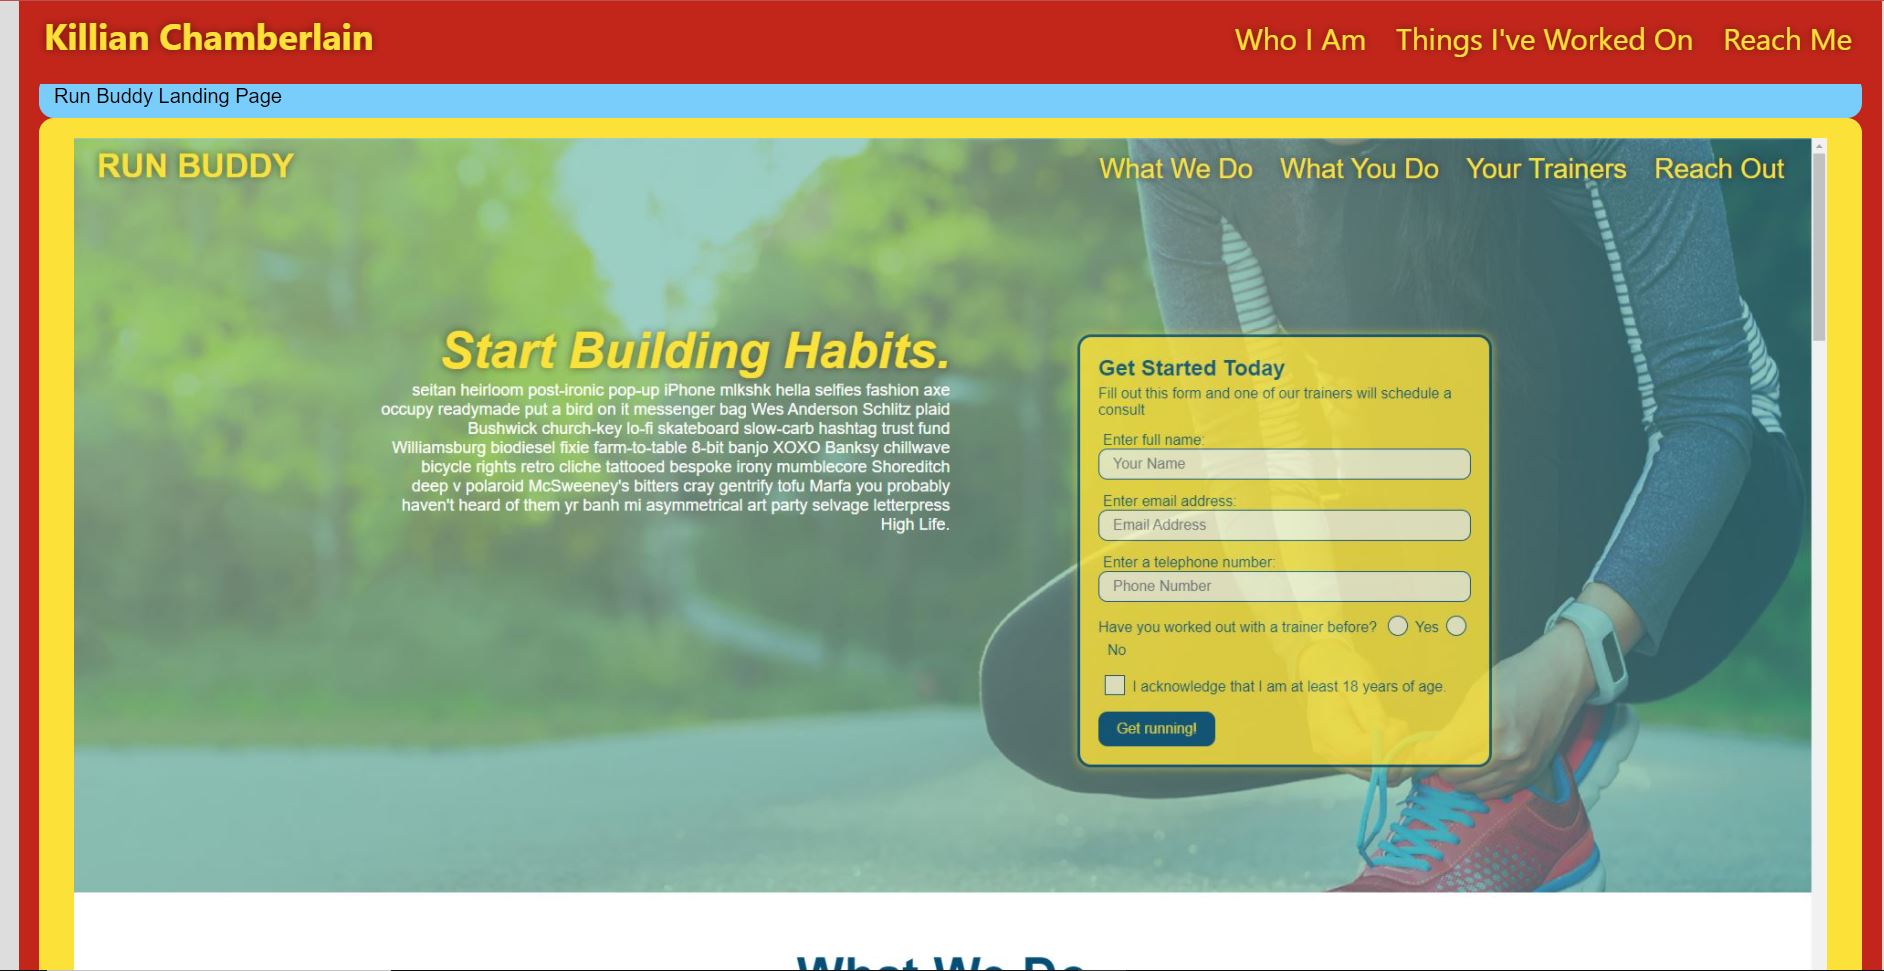 Killian Chamberlain
Who I Am Things I've Worked On Reach Me
Run Buddy Landing Page
RUN BUDDY
What We Do What You Do Your Trainers Reach Out
Start Building Habits.
seitan heirloom post-ironic pop-up iPhone mlkshk hella selfies fashion axe
occupy readymade put a bird on it messenger bag Wes Anderson Schlitz plaid
Bushwick church-key lo-fi skateboard slow-carb hashtag trust fund
Williamsburg biodiesel fixie farm-to-table 8-bit banjo XOXO Banksy chillwave
bicycle rights retro cliche tattooed bespoke irony mumblecore Shoreditch
deep v polaroid McSweeney's bitters cray gentrify tofu Marfa you probably
haven't heard of them yr banh mi asymmetrical art party selvage letterpress
High Life.
Get Started Today
Fill out this form and one of our trainers will schedule a
consult
Enter full name:
Your Name
Enter email address:
Email Address
Enter a telephone number:
Phone Number
Have you worked out with a trainer before? Yes
No
I acknowledge that I am at least 18 years of age.
Get running!
What We Do